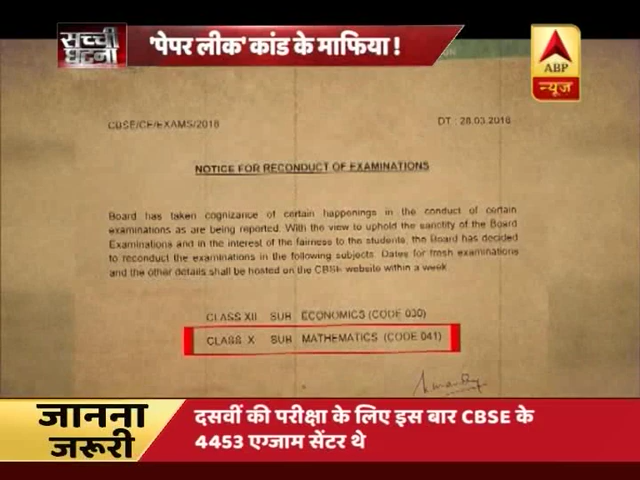 सच्ची
घटना
'पेपर लीक' कांड के माफिया !
ABP
न्यूज़
CBSE/CE/EXAMS/2018
DT : 28.03.2018
NOTICE FOR RECONDUCT OF EXAMINATIONS
Board has taken cognizance of certain happenings in the conduct of certain
examinations as are being reported. With the view to uphold the sanctity of the Board
Examinations and in the interest of the fairness to the students, the Board has decided
to reconduct the examinations in the following subjects. Dates for fresh examinations
and the other details shall be hosted on the CBSE website within a week.
CLASS XII SUB ECONOMICS (CODE 030)
CLASS X SUB MATHEMATICS (CODE 041)
जानना
जरूरी
दसवीं की परीक्षा के लिए इस बार CBSE के
4453 एग्जाम सेंटर थे